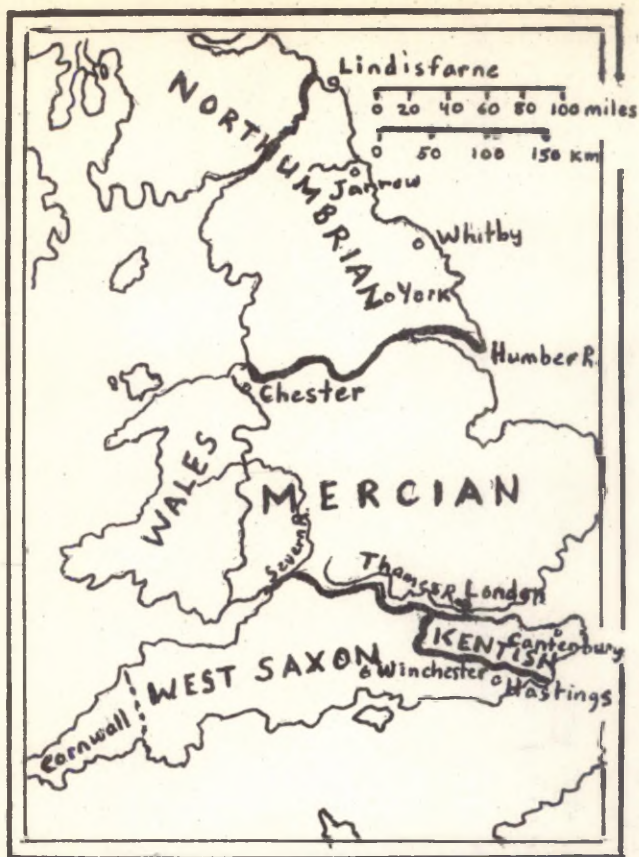 Lindisfarne
0 20 40 60 80 100 miles
0 50 100 150 km
NORTHUMBRIAN
Jarrow
Whitby
York
Humber R.
Chester
WALES
MERCIAN
Severn R.
Thames R.
London
KENTISH
Cantenbury
WEST SAXON
Winchester
Hastings
Cornwall